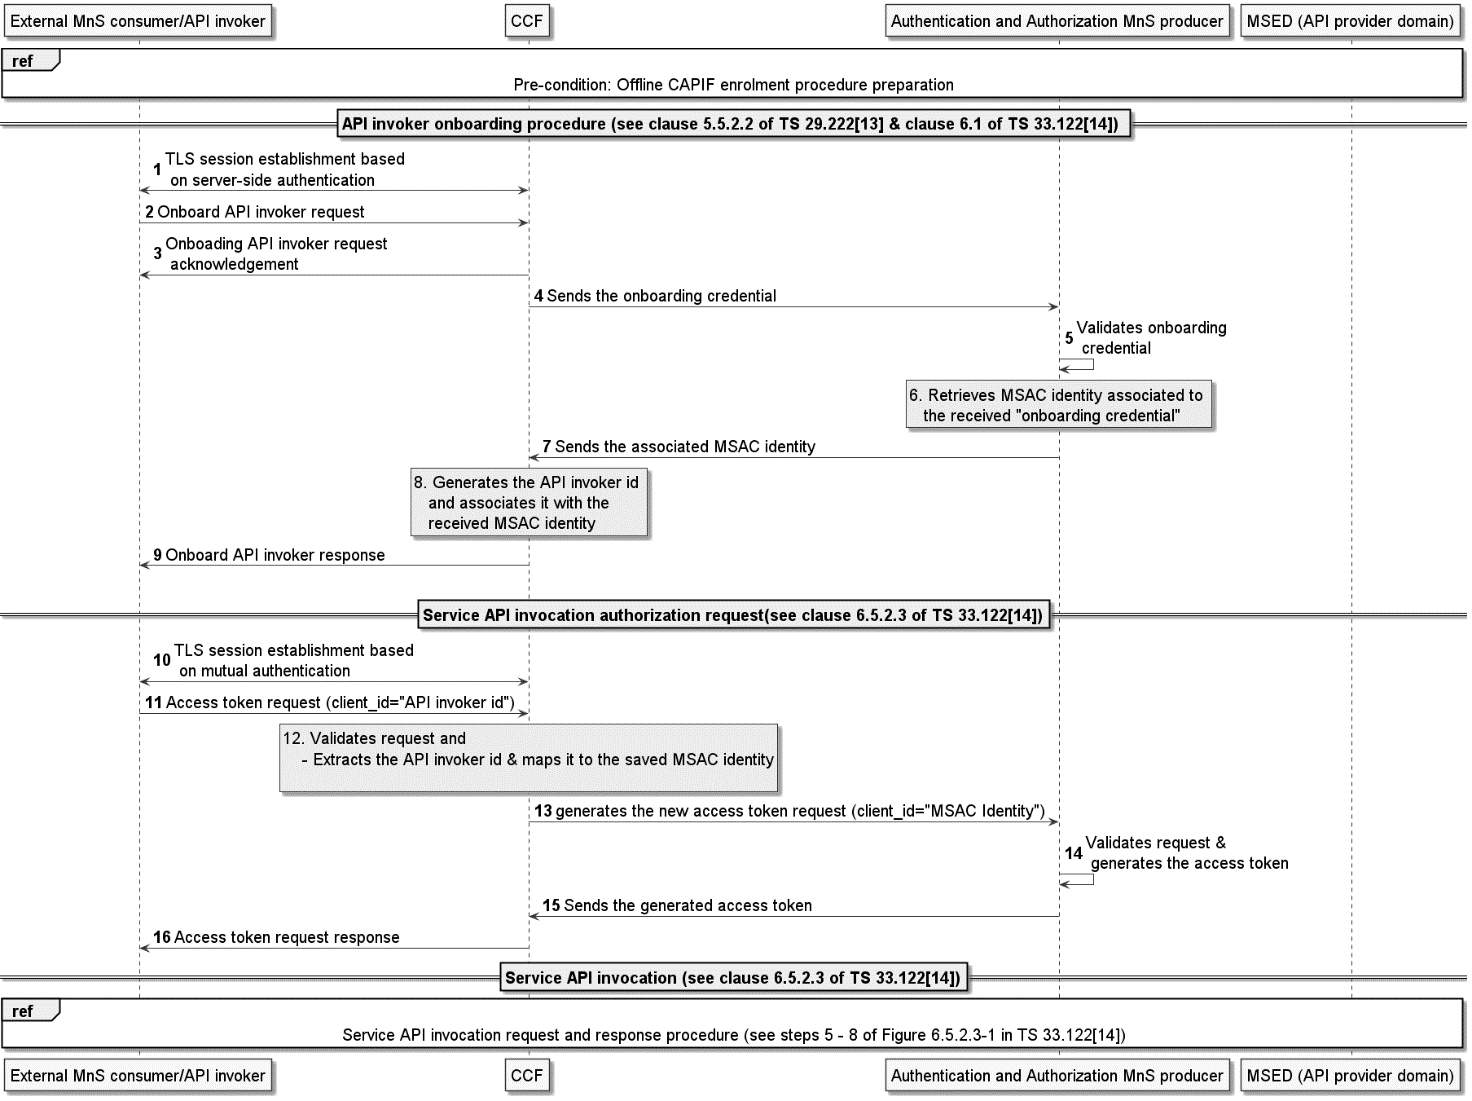 External MnS consumer/API invoker
CCF
Authentication and Authorization MnS producer
MSED (API provider domain)
ref
Pre-condition: Offline CAPIF enrolment procedure preparation
API invoker onboarding procedure (see clause 5.5.2.2 of TS 29.222[13] & clause 6.1 of TS 33.122[14])
1 TLS session establishment based
on server-side authentication
2 Onboard API invoker request
3 Onboading API invoker request
acknowledgement
4 Sends the onboarding credential
5 Validates onboarding
credential
6. Retrieves MSAC identity associated to
the received "onboarding credential"
7 Sends the associated MSAC identity
8. Generates the API invoker id
and associates it with the
received MSAC identity
9 Onboard API invoker response
Service API invocation authorization request(see clause 6.5.2.3 of TS 33.122[14])
10 TLS session establishment based
on mutual authentication
11 Access token request (client_id="API invoker id")
12. Validates request and
- Extracts the API invoker id & maps it to the saved MSAC identity
13 generates the new access token request (client_id="MSAC Identity")
14 Validates request &
generates the access token
15 Sends the generated access token
16 Access token request response
Service API invocation (see clause 6.5.2.3 of TS 33.122[14])
ref
Service API invocation request and response procedure (see steps 5 - 8 of Figure 6.5.2.3-1 in TS 33.122[14])
External MnS consumer/API invoker
CCF
Authentication and Authorization MnS producer
MSED (API provider domain)